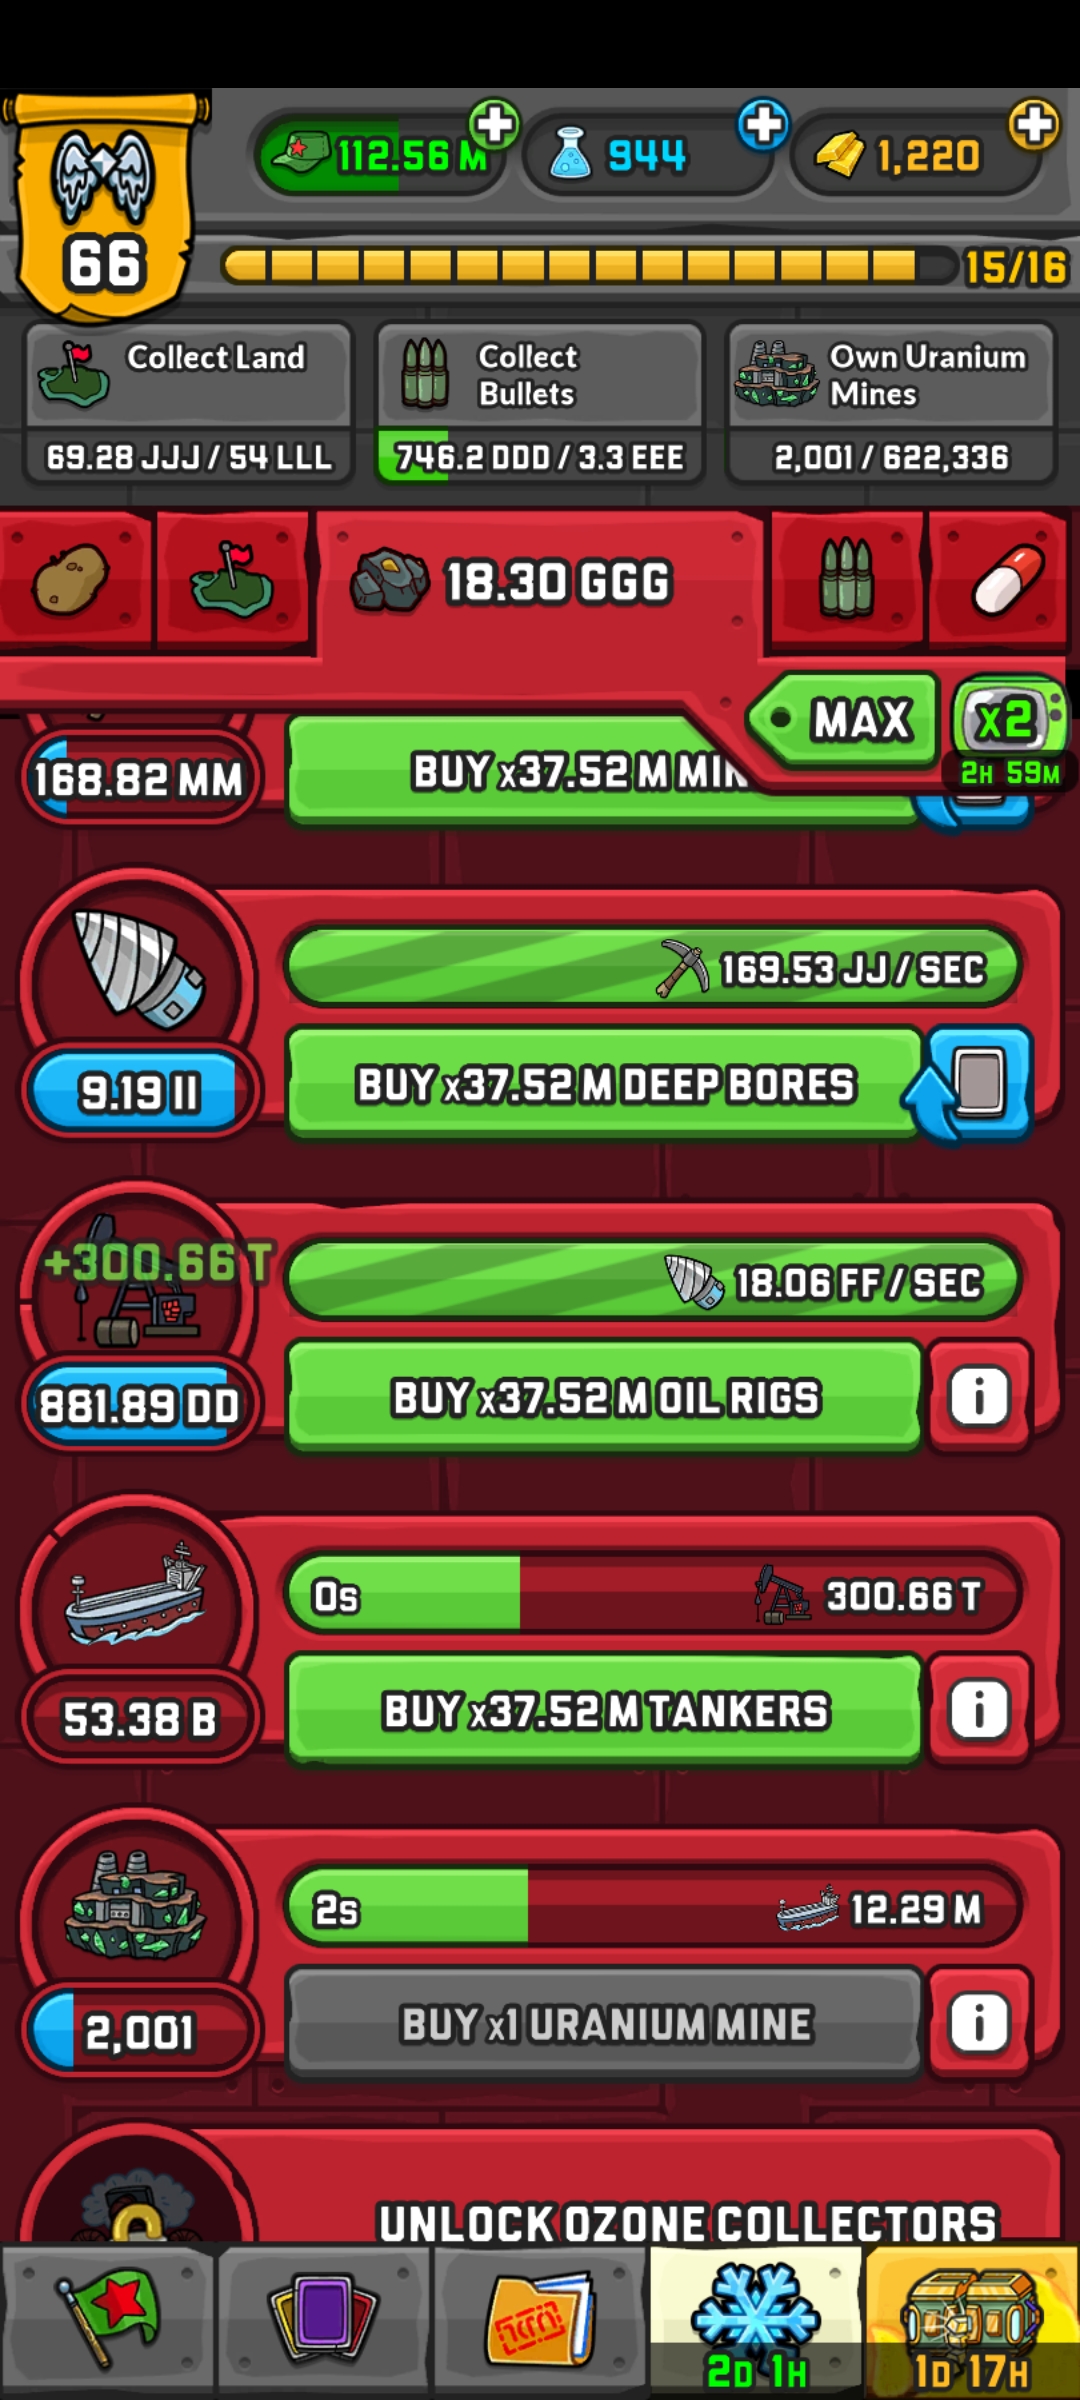 112.56 M
944
1,220
66
15/16
Collect Land
69.28 JJJ / 54 LLL
Collect
Bullets
746.2 DDD / 3.3 EEE
Own Uranium
Mines
2,001 / 622,336
18.30 GGG
MAX
x2
2H 59M
168.82 MM
BUY x37.52 M MIN
169.53 JJ / SEC
9.19 II
BUY x37.52 M DEEP BORES
+300.66 T
18.06 FF / SEC
881.89 DD
BUY x37.52 M OIL RIGS
i
0s
300.66 T
53.38 B
BUY x37.52 M TANKERS
i
2s
12.29 M
2,001
BUY x1 URANIUM MINE
i
UNLOCK OZONE COLLECTORS
2D 1H
1D 17H